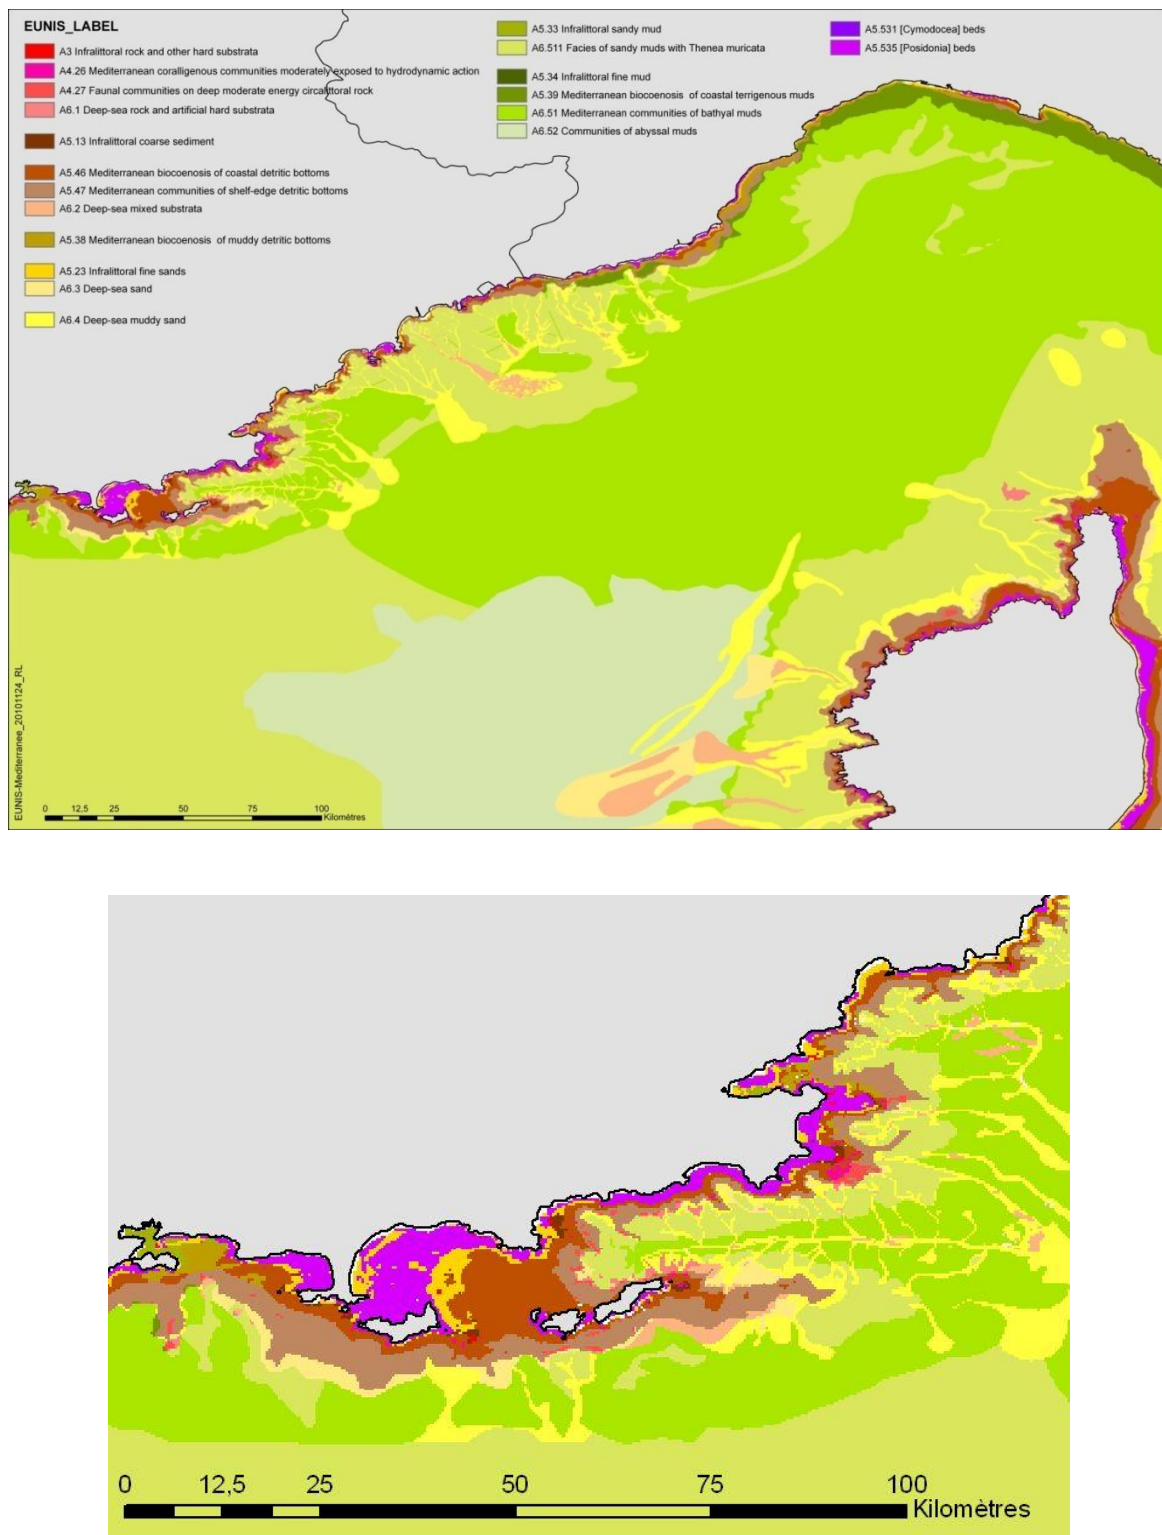 EUNIS_LABEL
A3 Infralittoral rock and other hard substrata
A4.26 Mediterranean coralligenous communities moderately exposed to hydrodynamic action
A4.27 Faunal communities on deep moderate energy circalittoral rock
A6.1 Deep-sea rock and artificial hard substrata
A5.13 Infralittoral coarse sediment
A5.46 Mediterranean biocoenosis of coastal detritic bottoms
A5.47 Mediterranean communities of shelf-edge detritic bottoms
A6.2 Deep-sea mixed substrata
A5.38 Mediterranean biocoenosis of muddy detritic bottoms
A5.23 Infralittoral fine sands
A6.3 Deep-sea sand
A6.4 Deep-sea muddy sand
A5.33 Infralittoral sandy mud
A6.511 Facies of sandy muds with Thenea muricata
A5.34 Infralittoral fine mud
A5.39 Mediterranean biocoenosis of coastal terrigenous muds
A6.51 Mediterranean communities of bathyal muds
A6.52 Communities of abyssal muds
A5.531 [Cymodocea] beds
A5.535 [Posidonia] beds
EUNIS-Mediterranee_20101124_RL
0 12,5 25 50 75 100
Kilomètres
0 12,5 25 50 75 100
Kilomètres